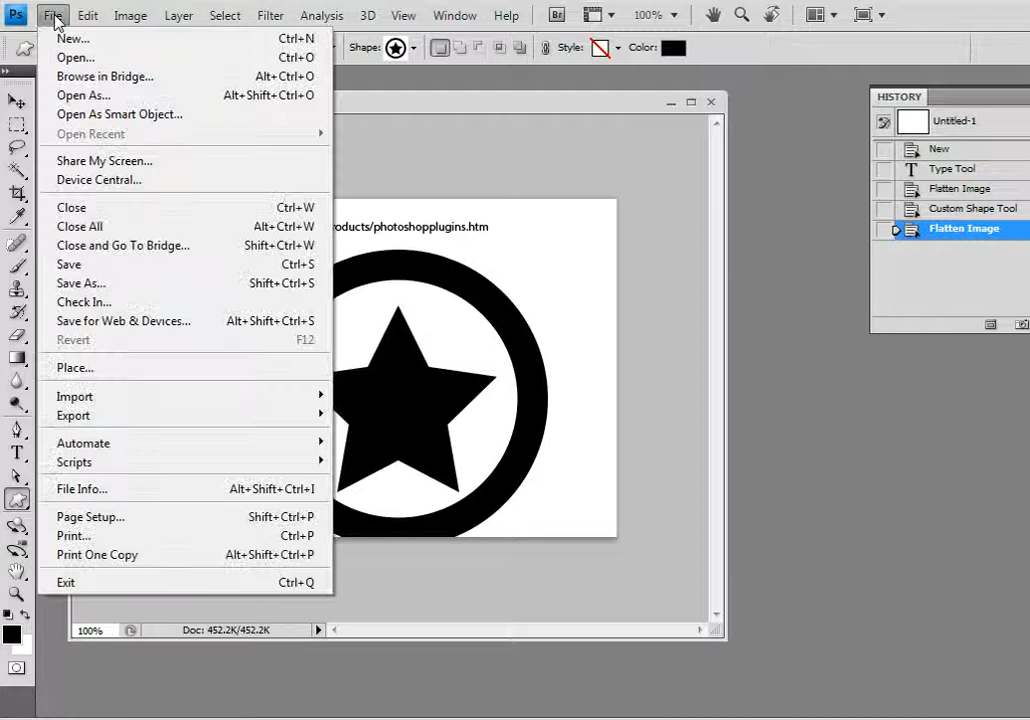 Ps File Edit Image Layer Select Filter Analysis 3D View Window Help Br 100%
Shape: Style: Color:
New... Ctrl+N
Open... Ctrl+O
Browse in Bridge... Alt+Ctrl+O
Open As... Alt+Shift+Ctrl+O
Open As Smart Object...
Open Recent
Share My Screen...
Device Central...
Close Ctrl+W
Close All Alt+Ctrl+W
Close and Go To Bridge... Shift+Ctrl+W
Save Ctrl+S
Save As... Shift+Ctrl+S
Check In...
Save for Web & Devices... Alt+Shift+Ctrl+S
Revert F12
Place...
Import
Export
Automate
Scripts
File Info... Alt+Shift+Ctrl+I
Page Setup... Shift+Ctrl+P
Print... Ctrl+P
Print One Copy Alt+Shift+Ctrl+P
Exit Ctrl+Q
oducts/photoshopplugins.htm
100% Doc: 452.2K/452.2K
HISTORY
Untitled-1
New
T Type Tool
Flatten Image
Custom Shape Tool
Flatten Image
T